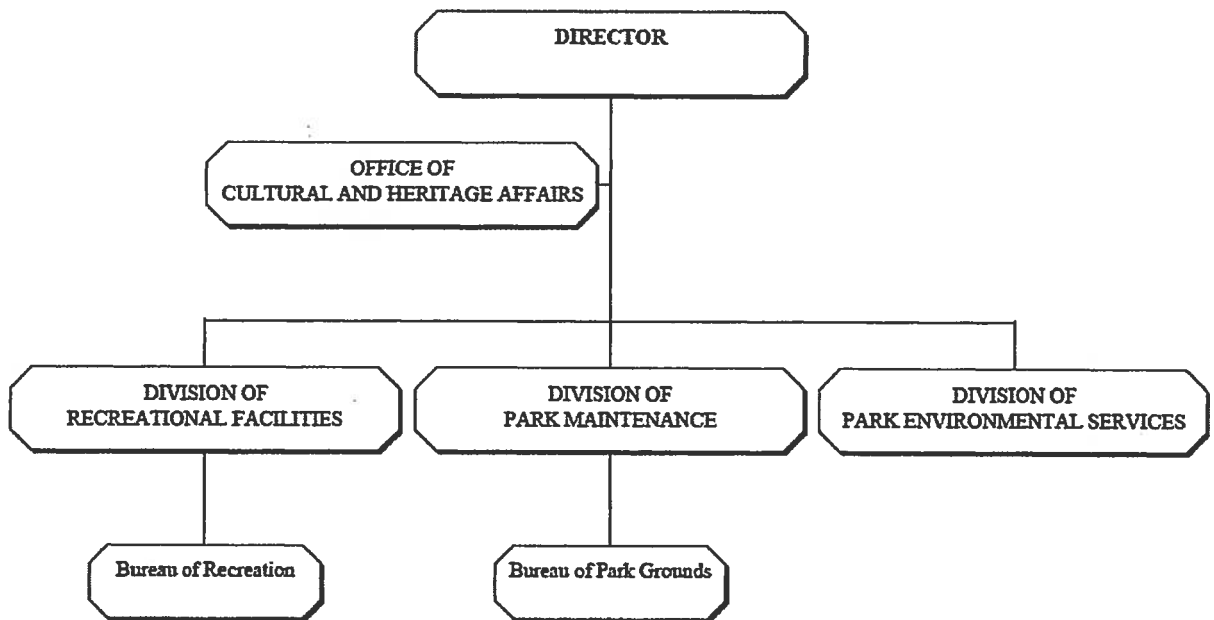 DIRECTOR
OFFICE OF
CULTURAL AND HERITAGE AFFAIRS
DIVISION OF
RECREATIONAL FACILITIES
DIVISION OF
PARK MAINTENANCE
DIVISION OF
PARK ENVIRONMENTAL SERVICES
Bureau of Recreation
Bureau of Park Grounds